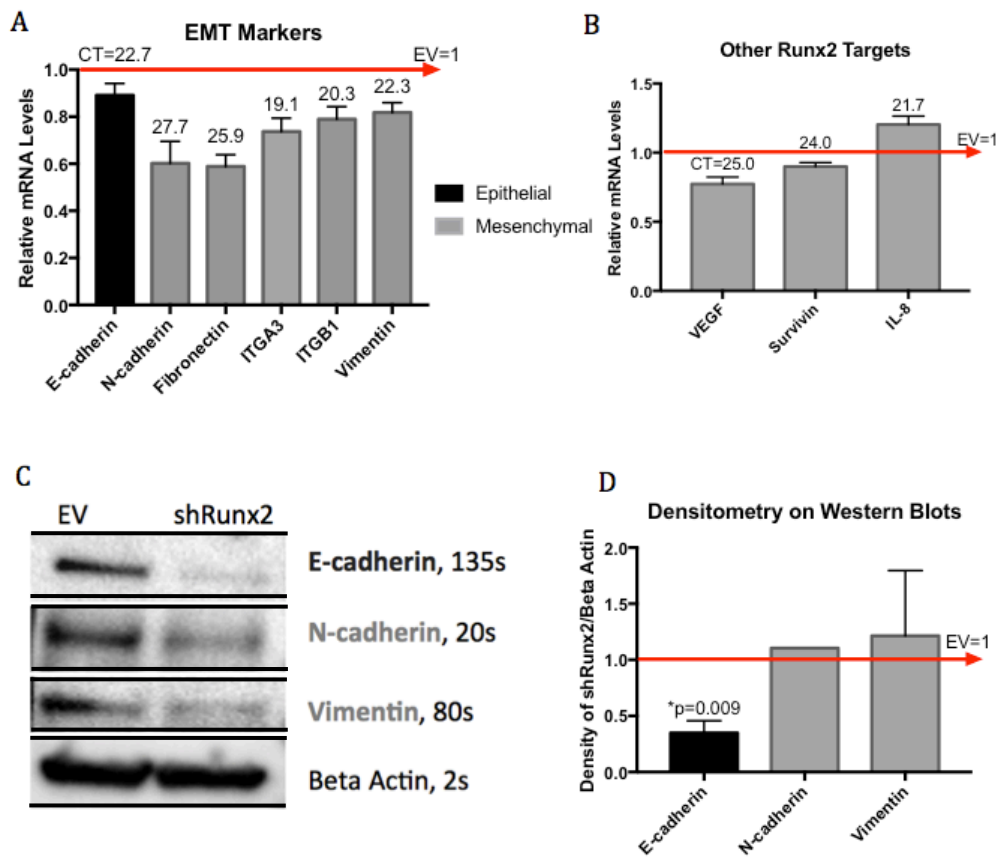 A
EMT Markers
CT=22.7
EV=1
Relative mRNA Levels
1.0
0.8
0.6
0.4
0.2
0.0
27.7
25.9
19.1
20.3
22.3
E-cadherin
N-cadherin
Fibronectin
ITGA3
ITGB1
Vimentin
Epithelial
Mesenchymal
B
Other Runx2 Targets
Relative mRNA Levels
1.5
1.0
0.5
0.0
CT=25.0
24.0
21.7
EV=1
VEGF
Survivin
IL-8
C
EV shRunx2
E-cadherin, 135s
N-cadherin, 20s
Vimentin, 80s
Beta Actin, 2s
D
Densitometry on Western Blots
Density of shRunx2/Beta Actin
2.0
1.5
1.0
0.5
0.0
*p=0.009
EV=1
E-cadherin
N-cadherin
Vimentin